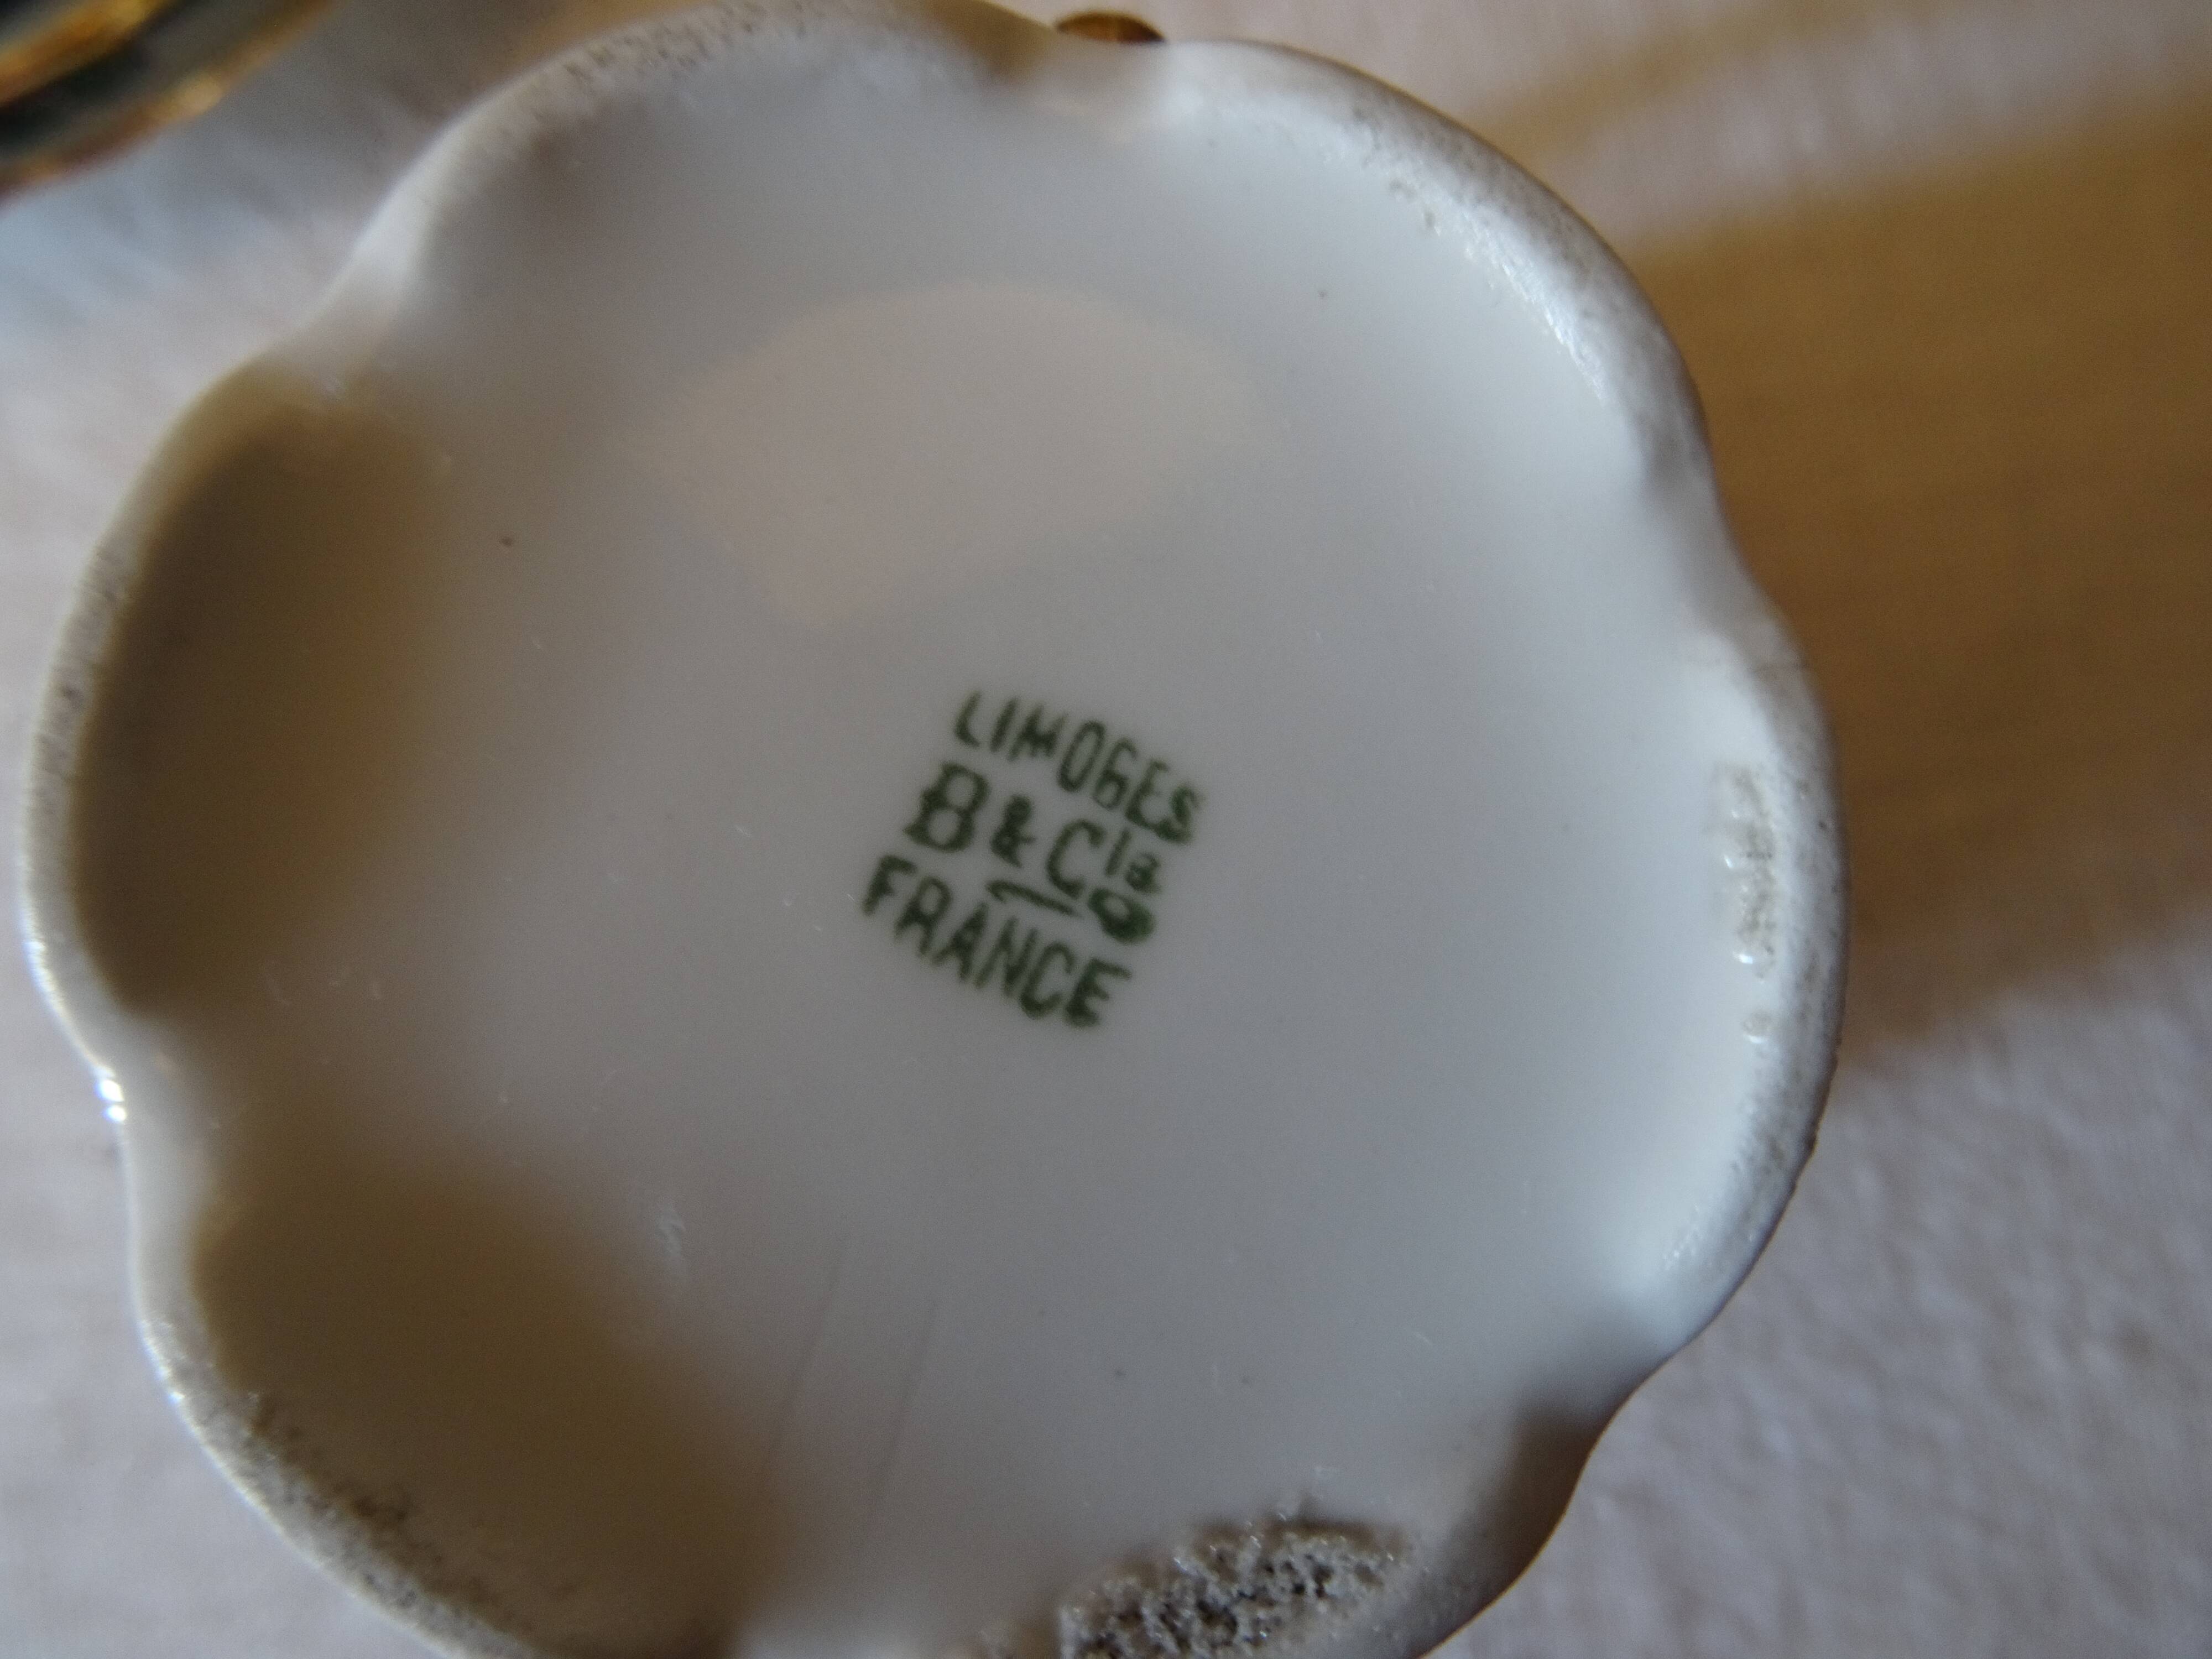 LIMOGES
B & Cie
FRANCE